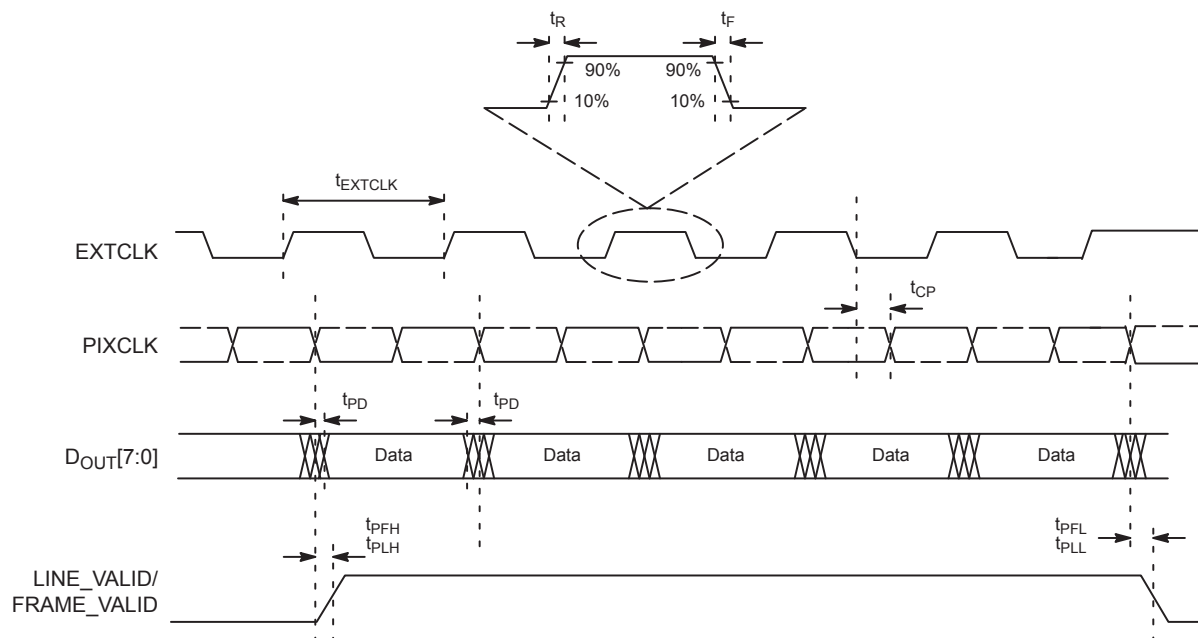 tR tF
90% 90%
10% 10%
tEXTCLK
EXTCLK
tCP
PIXCLK
tPD tPD
DOUT[7:0] Data Data Data Data Data
tPFH tPFL
tPLH tPLL
LINE_VALID/
FRAME_VALID